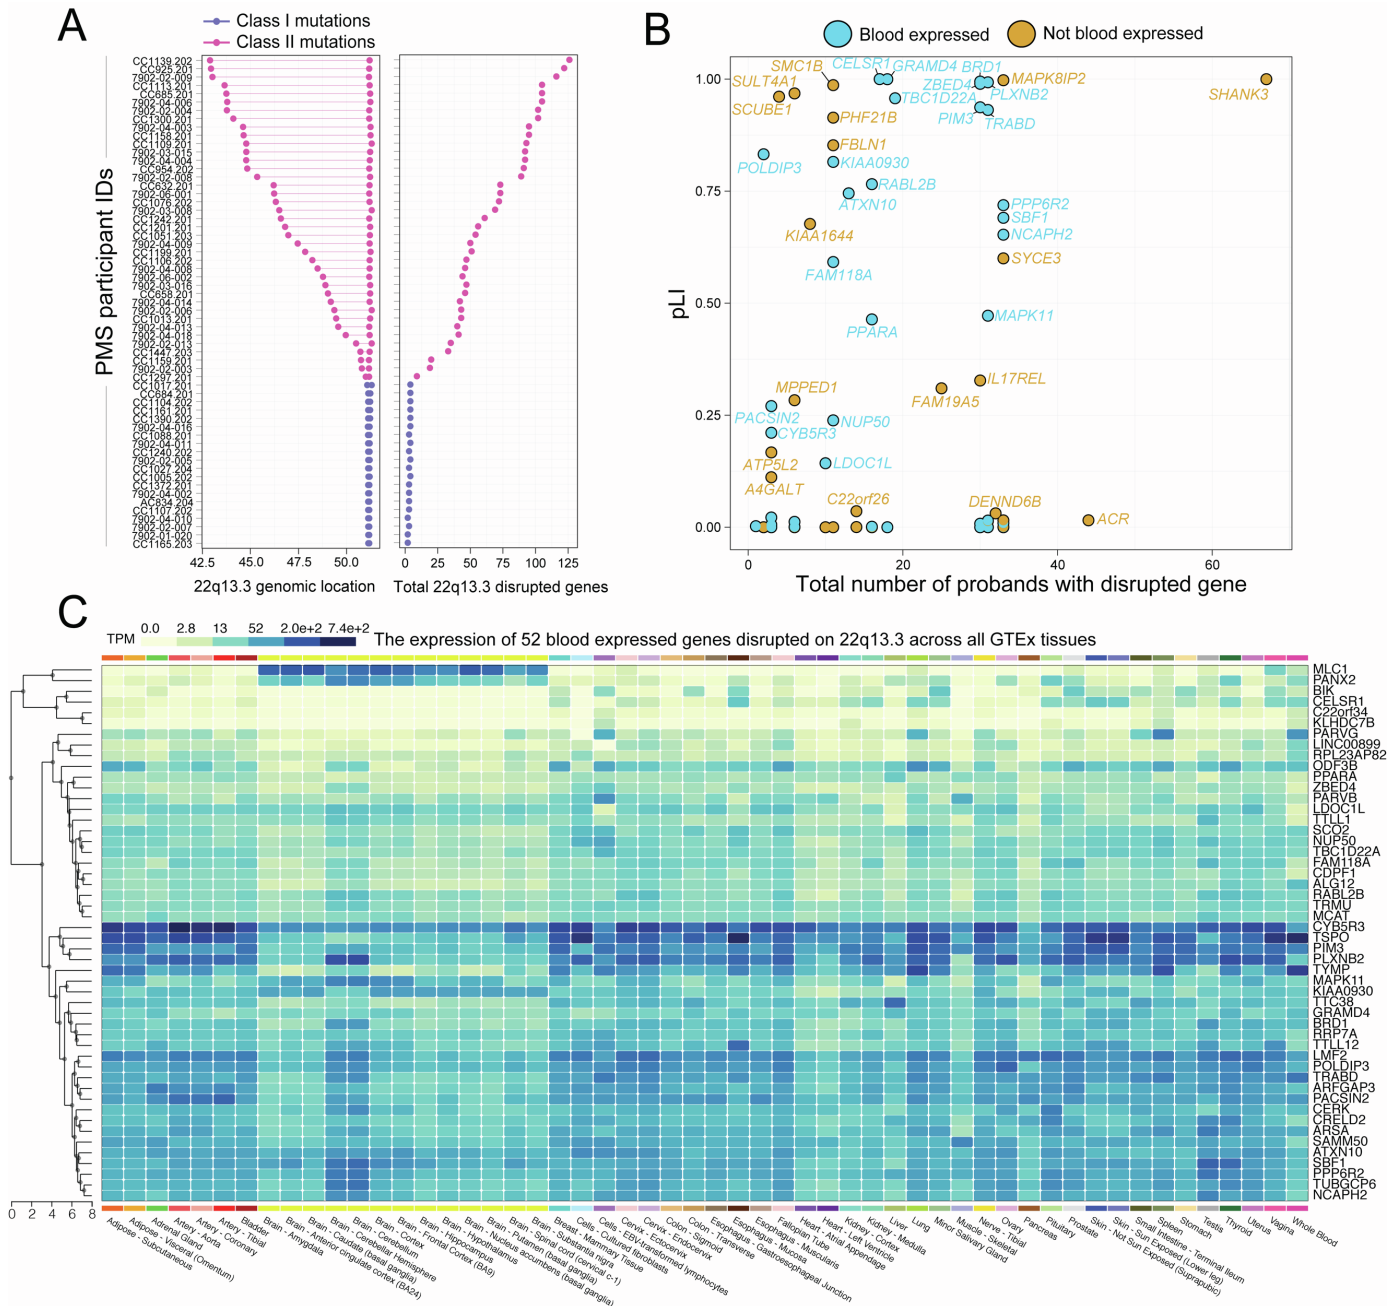 A
Class I mutations
Class II mutations
PMS participant IDs
CC1139.202
CC925.201
7902-02-009
CC1113.201
CC685.201
7902-04-006
7902-02-004
CC1300.201
7902-04-003
CC1158.201
CC1109.201
7902-03-015
7902-04-004
CC954.202
7902-02-008
CC632.201
7902-06-001
CC1076.202
7902-03-008
CC1242.201
CC1201.201
CC1051.203
7902-04-009
CC1199.201
CC1106.202
7902-04-008
7902-06-002
7902-03-016
CC658.201
7902-04-014
7902-02-006
CC1013.201
7902-04-013
7902-04-018
7902-02-013
CC1447.203
CC1159.201
7902-02-003
CC1297.201
CC1017.201
CC684.201
CC1104.202
CC1161.201
CC1390.202
7902-04-016
CC1088.201
7902-04-011
CC1240.202
7902-02-005
CC1027.204
CC1005.202
CC1372.201
7902-04-002
AC834.204
CC1107.202
7902-04-010
7902-02-007
7902-01-020
CC1165.203
42.5 45.0 47.5 50.0
0 25 50 75 100 125
22q13.3 genomic location
Total 22q13.3 disrupted genes
B
Blood expressed
Not blood expressed
pLI
1.00
0.75
0.50
0.25
0.00
SMC1B
CELSR1
GRAMD4
BRD1
SULT4A1
ZBED4
MAPK8IP2
SCUBE1
TBC1D22A
PLXNB2
SHANK3
PHF21B
PIM3
TRABD
FBLN1
POLDIP3
KIAA0930
RABL2B
ATXN10
PPP6R2
SBF1
KIAA1644
NCAPH2
FAM118A
SYCE3
PPARA
MAPK11
MPPED1
IL17REL
FAM19A5
PACSIN2
NUP50
CYB5R3
ATP5L2
LDOC1L
A4GALT
C22orf26
DENND6B
ACR
0 20 40 60
Total number of probands with disrupted gene
C
TPM
0.0 2.8 13 52 2.0e+2 7.4e+2
The expression of 52 blood expressed genes disrupted on 22q13.3 across all GTEx tissues
MLC1
PANX2
BIK
CELSR1
C22orf34
KLHDC7B
PARVG
LINC00899
RPL23AP82
ODF3B
PPARA
ZBED4
PARVB
LDOC1L
TTLL1
SCO2
NUP50
TBC1D22A
FAM118A
CDPF1
ALG12
RABL2B
TRMU
MCAT
CYB5R3
TSPO
PIM3
PLXNB2
TYMP
MAPK11
KIAA0930
TTC38
GRAMD4
BRD1
RRP7A
TTLL12
LMF2
POLDIP3
TRABD
ARFGAP3
PACSIN2
CERK
CRELD2
ARSA
SAMM50
ATXN10
SBF1
PPP6R2
TUBGCP6
NCAPH2
0 2 4 6 8
Adipose - Subcutaneous
Adipose - Visceral (Omentum)
Adrenal Gland
Artery - Aorta
Artery - Coronary
Artery - Tibial
Bladder
Brain - Amygdala
Brain - Anterior cingulate cortex (BA24)
Brain - Caudate (basal ganglia)
Brain - Cerebellar Hemisphere
Brain - Cerebellum
Brain - Cortex
Brain - Frontal Cortex (BA9)
Brain - Hippocampus
Brain - Hypothalamus
Brain - Nucleus accumbens (basal ganglia)
Brain - Putamen (basal ganglia)
Brain - Spinal cord (cervical c-1)
Brain - Substantia nigra
Breast - Mammary Tissue
Cells - Cultured fibroblasts
Cells - EBV-transformed lymphocytes
Cervix - Ectocervix
Cervix - Endocervix
Colon - Sigmoid
Colon - Transverse
Esophagus - Gastroesophageal Junction
Esophagus - Mucosa
Esophagus - Muscularis
Fallopian Tube
Heart - Atrial Appendage
Heart - Left Ventricle
Kidney - Cortex
Kidney - Medulla
Liver
Lung
Minor Salivary Gland
Muscle - Skeletal
Nerve - Tibial
Ovary
Pancreas
Pituitary
Prostate
Skin - Not Sun Exposed (Suprapubic)
Skin - Sun Exposed (Lower leg)
Small Intestine - Terminal Ileum
Spleen
Stomach
Testis
Thyroid
Uterus
Vagina
Whole Blood